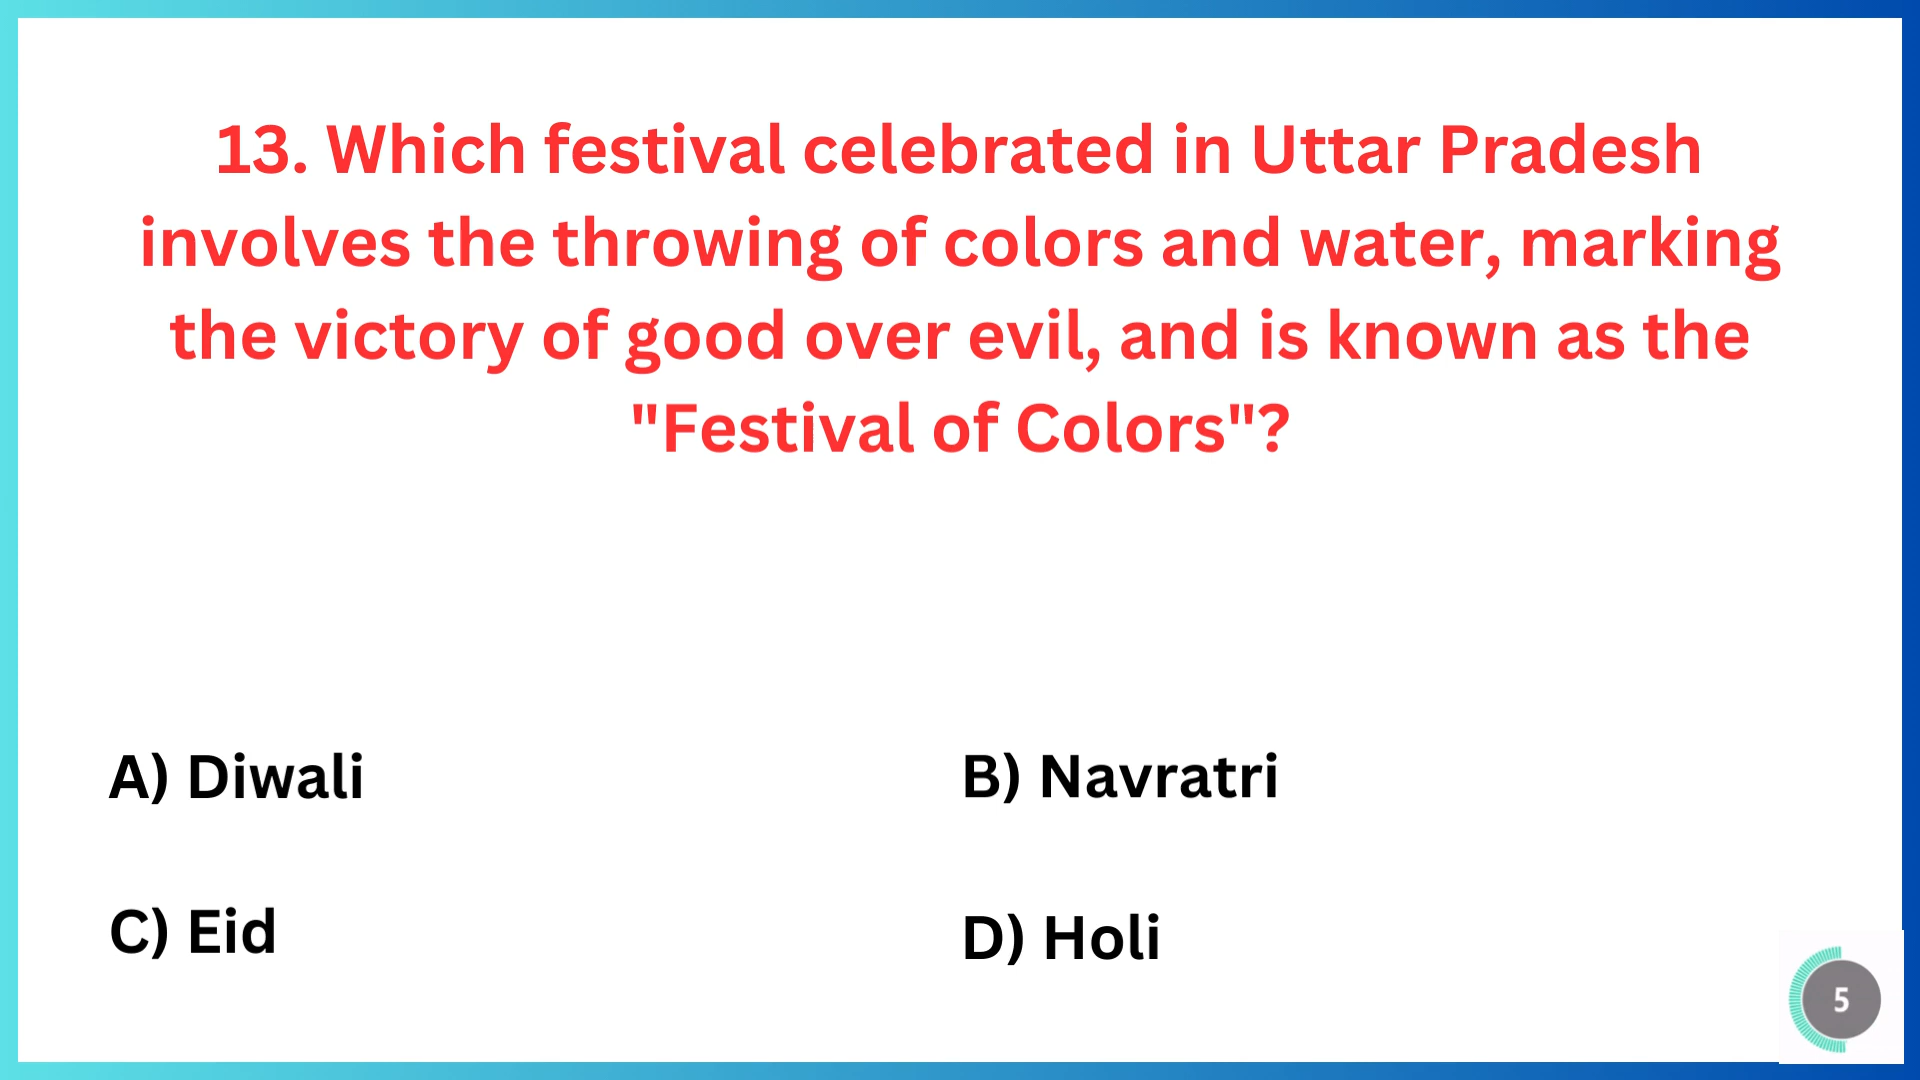 13. Which festival celebrated in Uttar Pradesh
involves the throwing of colors and water, marking
the victory of good over evil, and is known as the
"Festival of Colors"?
A) Diwali
B) Navratri
C) Eid
D) Holi
5